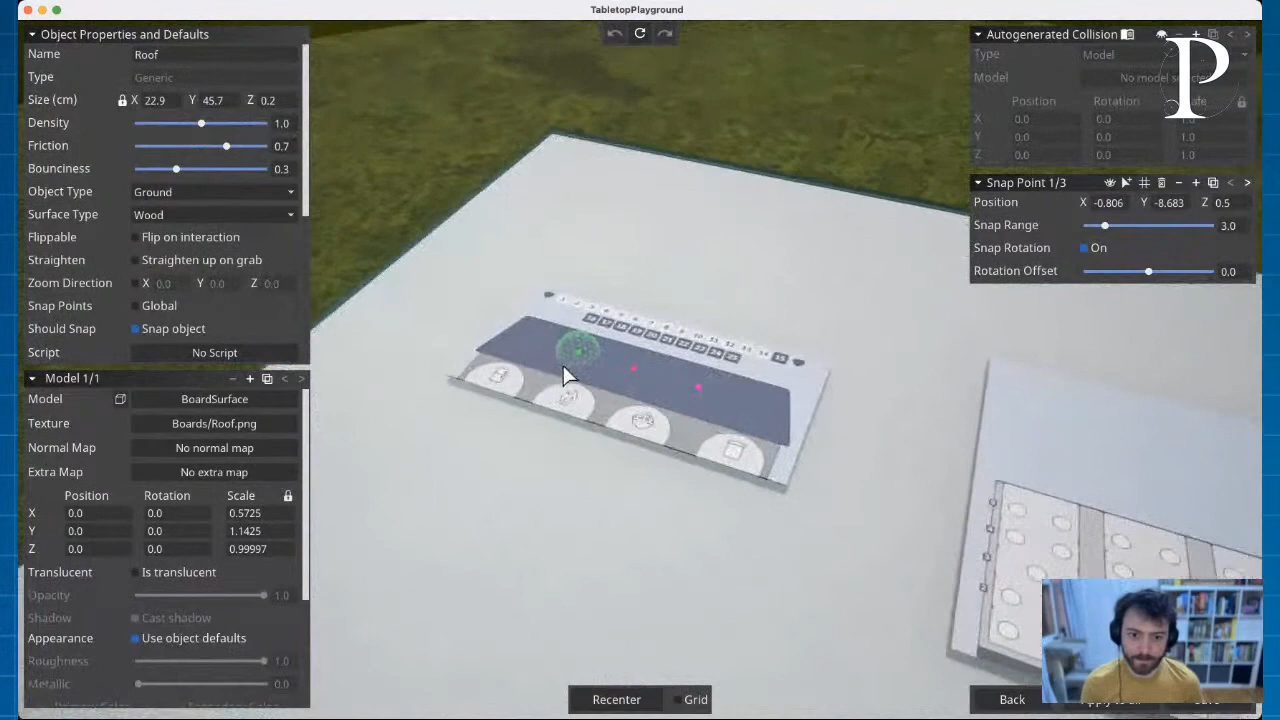 TabletopPlayground
Object Properties and Defaults
Name Roof
Type Generic
Size (cm) X 22.9 Y 45.7 Z 0.2
Density 1.0
Friction 0.7
Bounciness 0.3
Object Type Ground
Surface Type Wood
Flippable Flip on interaction
Straighten Straighten up on grab
Zoom Direction X 0.0 Y 0.0 Z 0.0
Snap Points Global
Should Snap Snap object
Script No Script
Model 1/1
Model BoardSurface
Texture Boards/Roof.png
Normal Map No normal map
Extra Map No extra map
Position Rotation Scale
X 0.0 0.0 0.5725
Y 0.0 0.0 1.1425
Z 0.0 0.0 0.99997
Translucent Is translucent
Opacity 1.0
Shadow Cast shadow
Appearance Use object defaults
Roughness 1.0
Metallic 0.0
Recenter Grid
Autogenerated Collision
Type Model
Model No model selected
Position Rotation
X 0.0 0.0 1.0
Y 0.0 0.0 1.0
Z 0.0 0.0 1.0
P
Snap Point 1/3
Position X -0.806 Y -8.683 Z 0.5
Snap Range 3.0
Snap Rotation On
Rotation Offset 0.0
Back